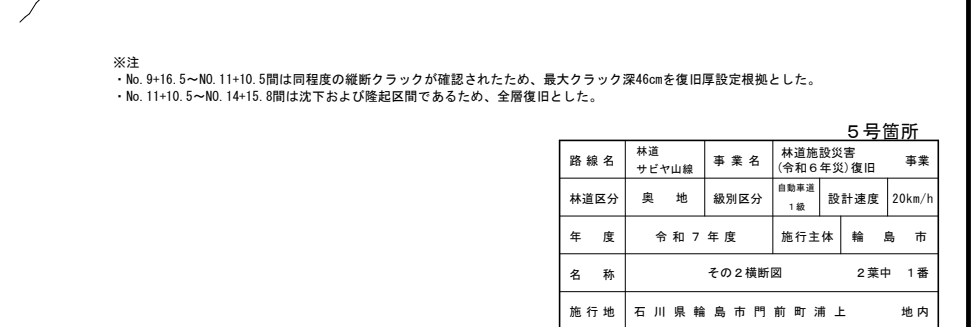 ※注
・No.9+16.5～NO.11+10.5間は同程度の縦断クラックが確認されたため、最大クラック深46cmを復旧厚設定根拠とした。
・No.11+10.5～NO.14+15.8間は沈下および隆起区間であるため、全層復旧とした。
５号箇所
路線名 林道 サビヤ山線 事業名 林道施設災害 (令和６年災)復旧 事業
林道区分 奥地 級別区分 自動車道 １級 設計速度 20km/h
年度 令和７年度 施行主体 輪島市
名称 その２横断図 ２葉中 １番
施行地 石川県輪島市門前町浦上 地内